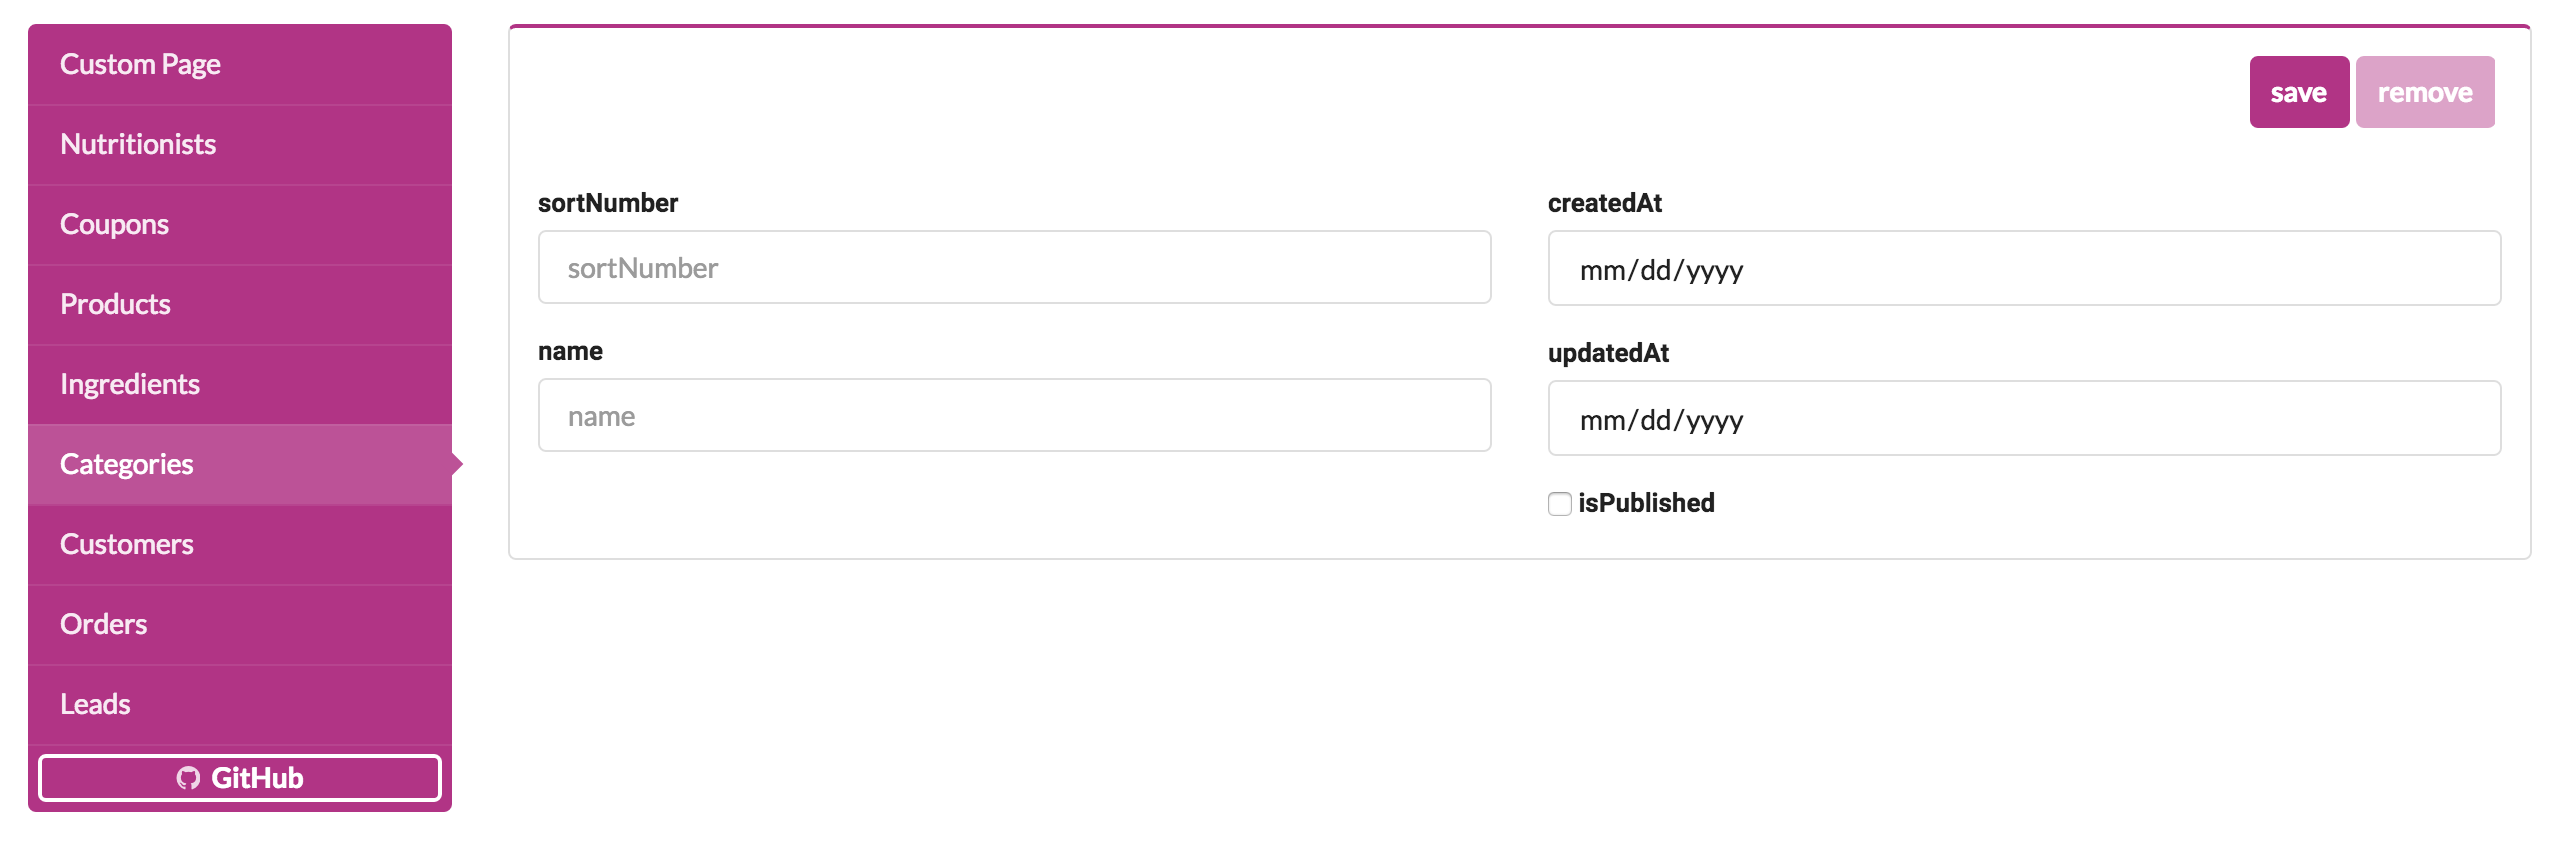 Custom Page
Nutritionists
Coupons
Products
Ingredients
Categories
Customers
Orders
Leads
GitHub
save
remove
sortNumber
sortNumber
name
name
createdAt
mm/dd/yyyy
updatedAt
mm/dd/yyyy
isPublished